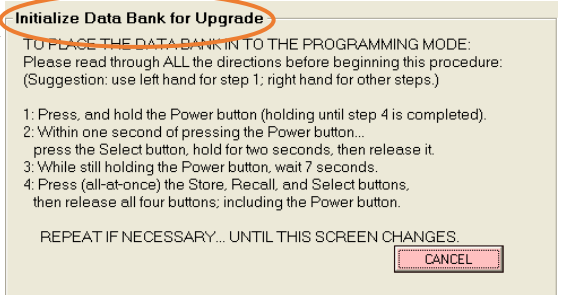 Initialize Data Bank for Upgrade
TO PLACE THE DATA BANK IN TO THE PROGRAMMING MODE:
Please read through ALL the directions before beginning this procedure:
(Suggestion: use left hand for step 1; right hand for other steps.)
1: Press, and hold the Power button (holding until step 4 is completed).
2: Within one second of pressing the Power button...
press the Select button, hold for two seconds, then release it.
3: While still holding the Power button, wait 7 seconds.
4: Press (all-at-once) the Store, Recall, and Select buttons,
then release all four buttons; including the Power button.
REPEAT IF NECESSARY... UNTIL THIS SCREEN CHANGES.
CANCEL